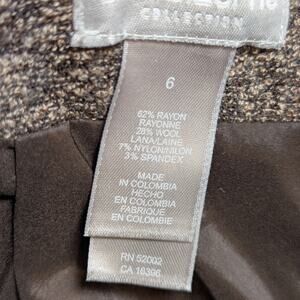 COLLECTION
6
62% RAYON
RAYONNE
28% WOOL
LANA/LAINE
7% NYLON/NILON
3% SPANDEX
MADE
IN COLOMBIA
HECHO
EN COLOMBIA
FABRIQUE
EN COLOMBIE
RN 52002
CA 16396